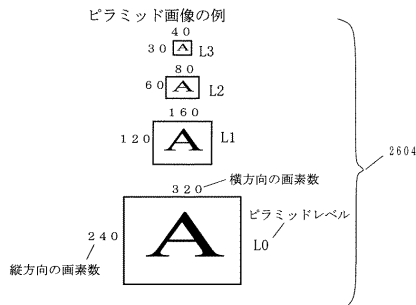 ピラミッド画像の例
40
30 A L3
80
60 A L2
160
120 A L1
2604
320 横方向の画素数
ピラミッドレベル
240 A L0
縦方向の画素数